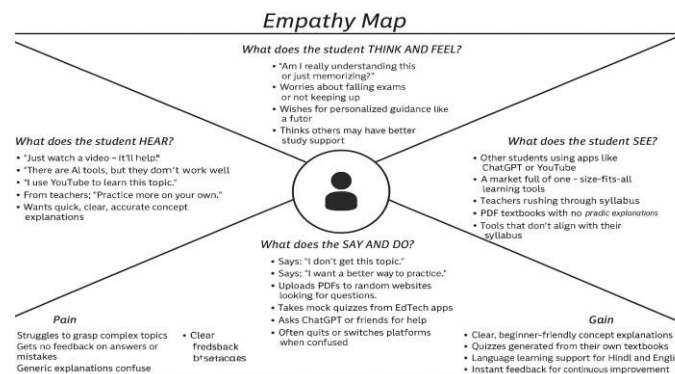 Empathy Map
What does the student THINK AND FEEL?
• "Am I really understanding this
or just memorizing?"
• Worries about falling exams
or not keeping up
• Wishes for personalized guidance like
a futor
• Thinks others may have better
study support
What does the student HEAR?
• "Just watch a video – it'll help."
• "There are AI tools, but they dom't work well
• "I use YouTube to learn this topic."
• From teachers; "Practice more on your own."
• Wants quick, clear, accurate concept
explanations
What does the student SEE?
• Other students using apps like
ChatGPT or YouTube
• A market full of one – size-fits-all
learning tools
• Teachers rushing through syllabus
• PDF textbooks with no pradic explanations
• Tools that don't align with their
syllabus
What does the SAY AND DO?
• Says: "I don't get this topic."
• Says; "I want a better way to practice."
• Uploads PDFs to random websites
looking for questions.
• Takes mock quizzes from EdTech apps
• Asks ChatGPT or friends for help
• Often quits or switches platforms
when confused
Pain
Struggles to grasp complex topics
Gets no feedback on answers or
mistakes
Generic explanations confuse
• Clear
fredsback
Gain
• Clear, beginner-friendly concept explanations
• Quizzes generated from their own textbooks
• Language learning support for Hindi and Engli
• Instant feedback for continuous improvement